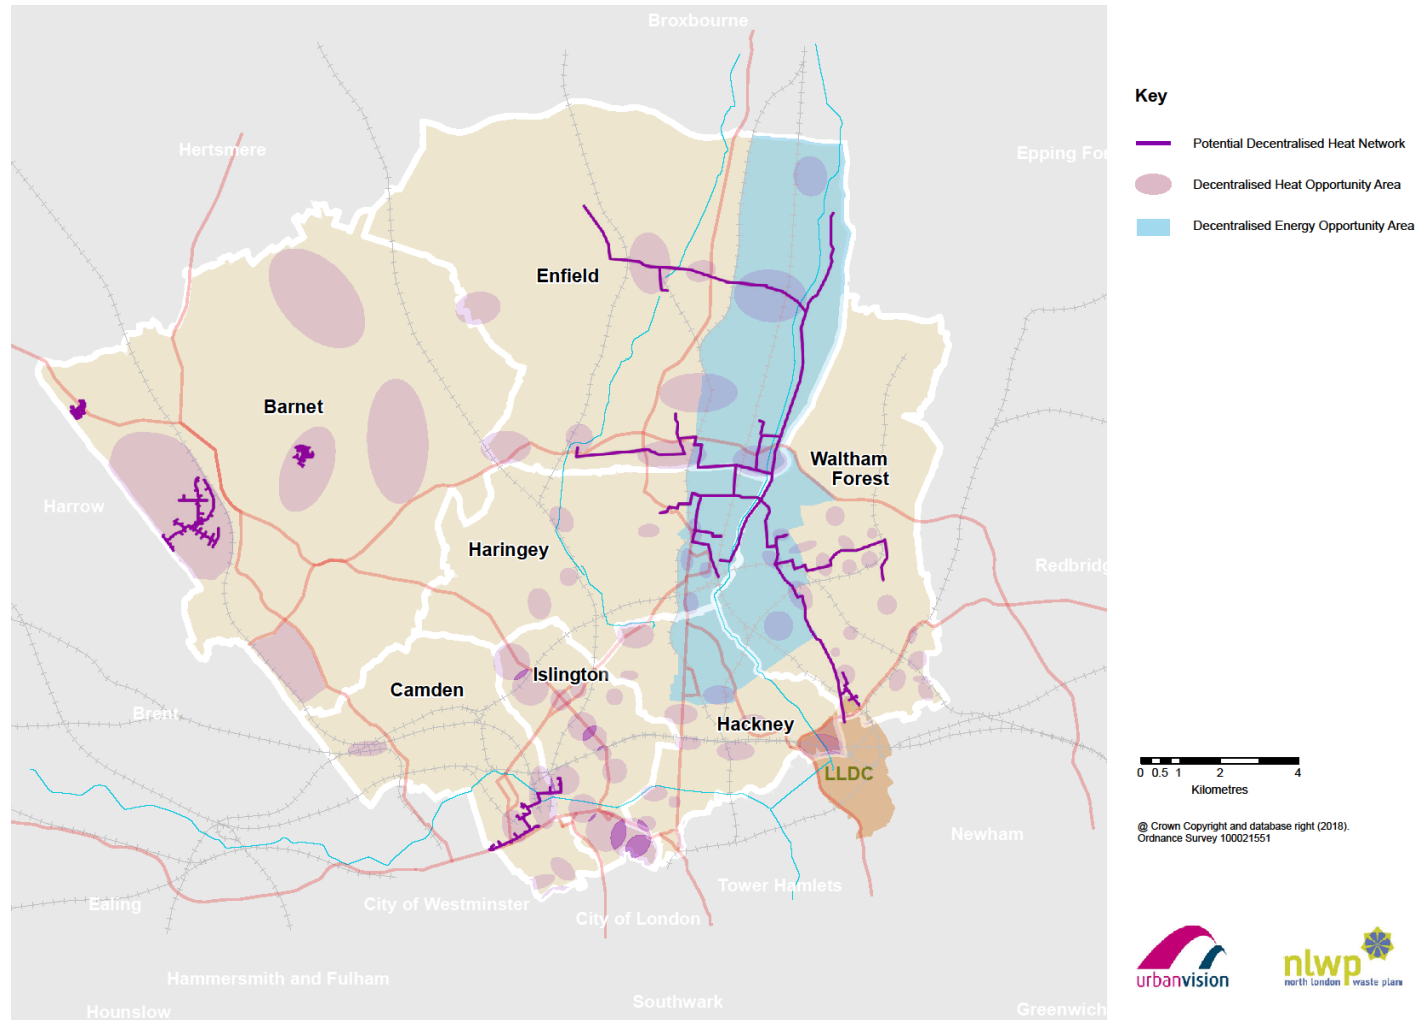 Broxbourne
Hertsmere
Epping For
Enfield
Barnet
Waltham
Forest
Harrow
Haringey
Redbridg
Islington
Camden
Brent
Hackney
LLDC
Newham
Tower Hamlets
Ealing
City of Westminster
City of London
Hammersmith and Fulham
Southwark
Hounslow
Greenwich
Key
Potential Decentralised Heat Network
Decentralised Heat Opportunity Area
Decentralised Energy Opportunity Area
0 0.5 1 2 4
Kilometres
@ Crown Copyright and database right (2018).
Ordnance Survey 100021551
urbanvision
nlwp
north london waste plan